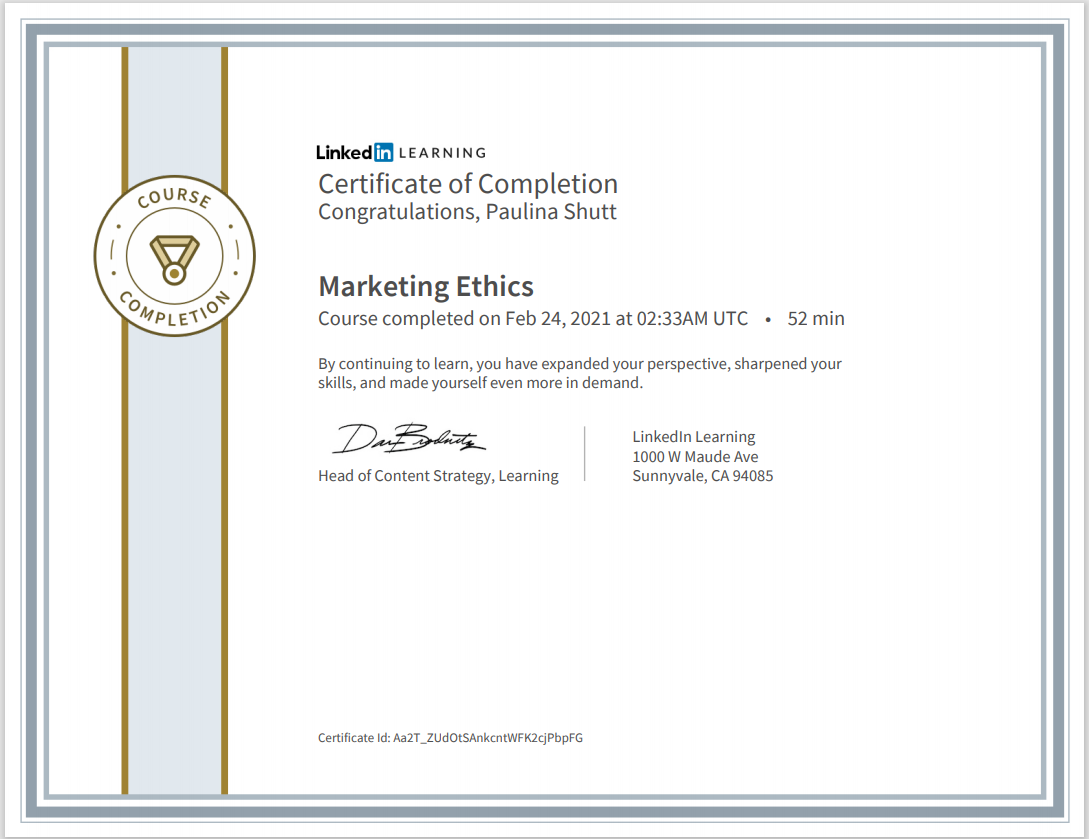 COURSE
COMPLETION
Linkedin LEARNING
Certificate of Completion
Congratulations, Paulina Shutt
Marketing Ethics
Course completed on Feb 24, 2021 at 02:33AM UTC • 52 min
By continuing to learn, you have expanded your perspective, sharpened your
skills, and made yourself even more in demand.
Head of Content Strategy, Learning
LinkedIn Learning
1000 W Maude Ave
Sunnyvale, CA 94085
Certificate Id: Aa2T_ZUdOtSAnkcntWFK2cjPbpFG